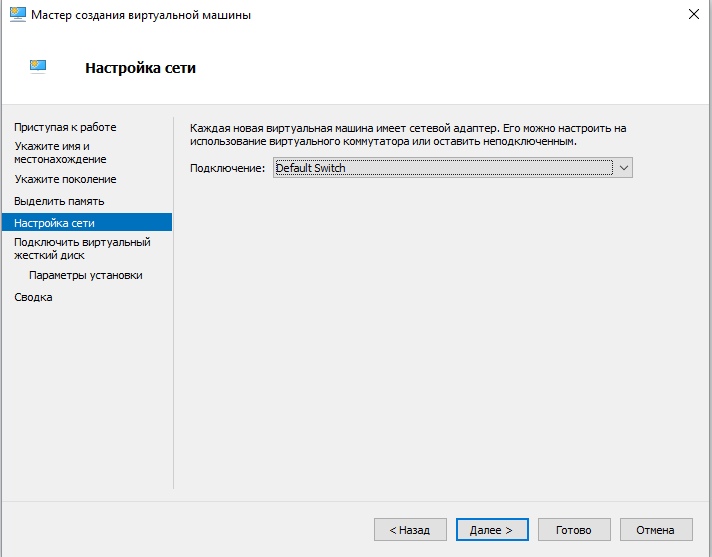 Мастер создания виртуальной машины
Настройка сети
Приступая к работе
Укажите имя и
местонахождение
Укажите поколение
Выделить память
Настройка сети
Подключить виртуальный
жесткий диск
Параметры установки
Сводка
Каждая новая виртуальная машина имеет сетевой адаптер. Его можно настроить на
использование виртуального коммутатора или оставить неподключенным.
Подключение: Default Switch
< Назад Далее > Готово Отмена